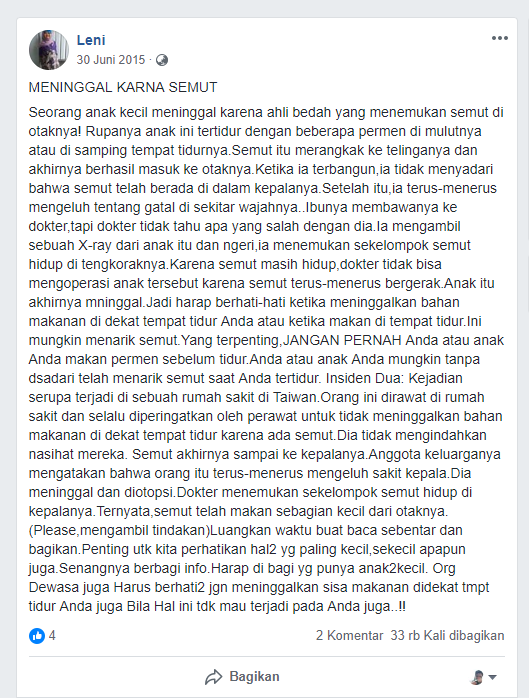 Leni
30 Juni 2015 ·
MENINGGAL KARNA SEMUT
Seorang anak kecil meninggal karena ahli bedah yang menemukan semut di
otaknya! Rupanya anak ini tertidur dengan beberapa permen di mulutnya
atau di samping tempat tidurnya.Semut itu merangkak ke telinganya dan
akhirnya berhasil masuk ke otaknya.Ketika ia terbangun,ia tidak menyadari
bahwa semut telah berada di dalam kepalanya.Setelah itu,ia terus-menerus
mengeluh tentang gatal di sekitar wajahnya..Ibunya membawanya ke
dokter,tapi dokter tidak tahu apa yang salah dengan dia.Ia mengambil
sebuah X-ray dari anak itu dan ngeri,ia menemukan sekelompok semut
hidup di tengkoraknya.Karena semut masih hidup,dokter tidak bisa
mengoperasi anak tersebut karena semut terus-menerus bergerak.Anak itu
akhirnya mninggal.Jadi harap berhati-hati ketika meninggalkan bahan
makanan di dekat tempat tidur Anda atau ketika makan di tempat tidur.Ini
mungkin menarik semut.Yang terpenting,JANGAN PERNAH Anda atau anak
Anda makan permen sebelum tidur.Anda atau anak Anda mungkin tanpa
dsadari telah menarik semut saat Anda tertidur. Insiden Dua: Kejadian
serupa terjadi di sebuah rumah sakit di Taiwan.Orang ini dirawat di rumah
sakit dan selalu diperingatkan oleh perawat untuk tidak meninggalkan bahan
makanan di dekat tempat tidur karena ada semut.Dia tidak mengindahkan
nasihat mereka. Semut akhirnya sampai ke kepalanya.Anggota keluarganya
mengatakan bahwa orang itu terus-menerus mengeluh sakit kepala.Dia
meninggal dan diotopsi.Dokter menemukan sekelompok semut hidup di
kepalanya.Ternyata,semut telah makan sebagian kecil dari otaknya.
(Please,mengambil tindakan)Luangkan waktu buat baca sebentar dan
bagikan.Penting utk kita perhatikan hal2 yg paling kecil,sekecil apapun
juga.Senangnya berbagi info.Harap di bagi yg punya anak2kecil. Org
Dewasa juga Harus berhati2 jgn meninggalkan sisa makanan didekat tmpt
tidur Anda juga Bila Hal ini tdk mau terjadi pada Anda juga..!!
4
2 Komentar 33 rb Kali dibagikan
Bagikan